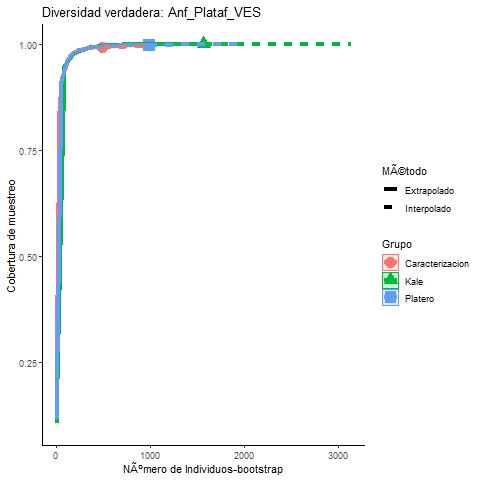 Diversidad verdadera: Anf_Plataf_VES
Cobertura de muestreo
1.00
0.75
0.50
0.25
0
1000
2000
3000
NÃºmero de Individuos-bootstrap
MÃ©todo
Extrapolado
Interpolado
Grupo
Caracterizacion
Kale
Platero